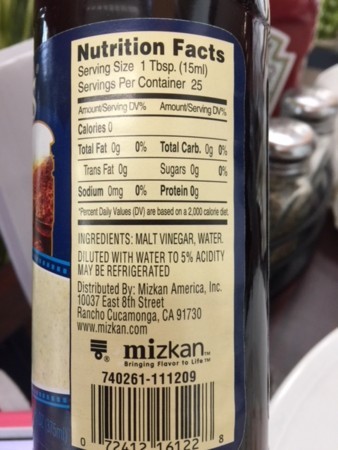 Nutrition Facts
Serving Size 1 Tbsp. (15ml)
Servings Per Container 25
Amount/Serving DV% Amount/Serving DV%
Calories 0
Total Fat 0g 0% Total Carb. 0g 0%
Trans Fat 0g Sugars 0g 0%
Sodium 0mg 0% Protein 0g
*Percent Daily Values (DV) are based on a 2,000 calorie diet.
INGREDIENTS: MALT VINEGAR, WATER.
DILUTED WITH WATER TO 5% ACIDITY
MAY BE REFRIGERATED
Distributed By: Mizkan America, Inc.
10037 East 8th Street
Rancho Cucamonga, CA 91730
www.mizkan.com
mizkan™
Bringing Flavor to Life™
740261-111209
0 72412 16122 8